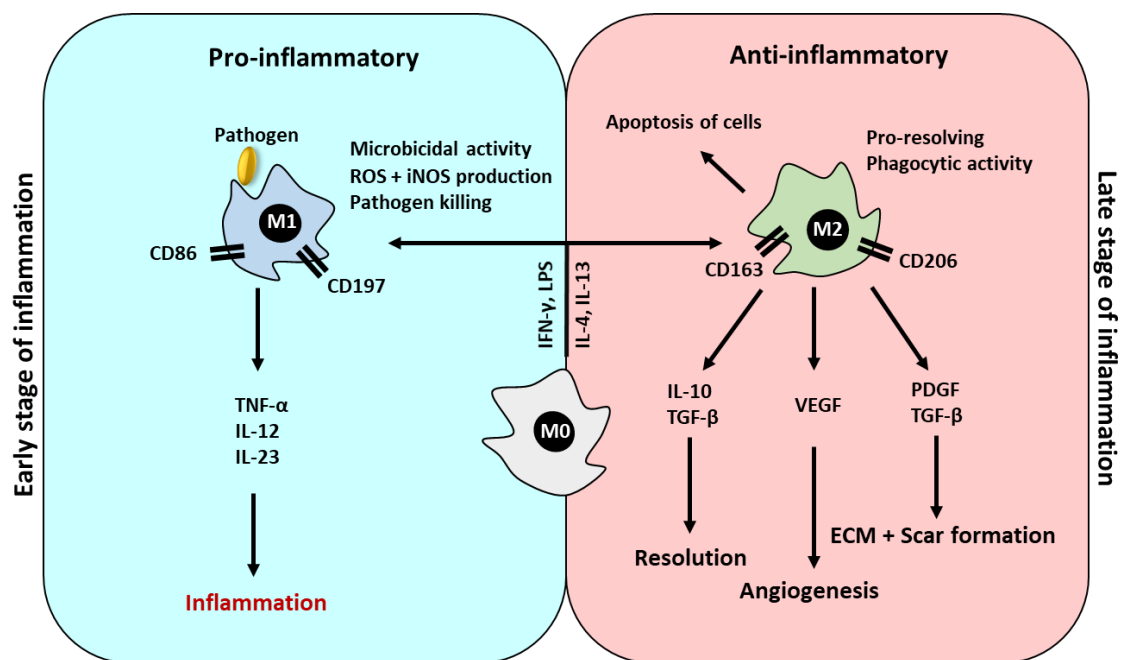 Pro-inflammatory
Anti-inflammatory
Early stage of inflammation
Pathogen
Microbicidal activity
ROS + iNOS production
Pathogen killing
M1
CD86
CD197
TNF-α
IL-12
IL-23
Inflammation
IFN-γ, LPS
IL-4, IL-13
M0
Apoptosis of cells
Pro-resolving
Phagocytic activity
M2
CD163
CD206
IL-10
TGF-β
VEGF
PDGF
TGF-β
Resolution
Angiogenesis
ECM + Scar formation
Late stage of inflammation